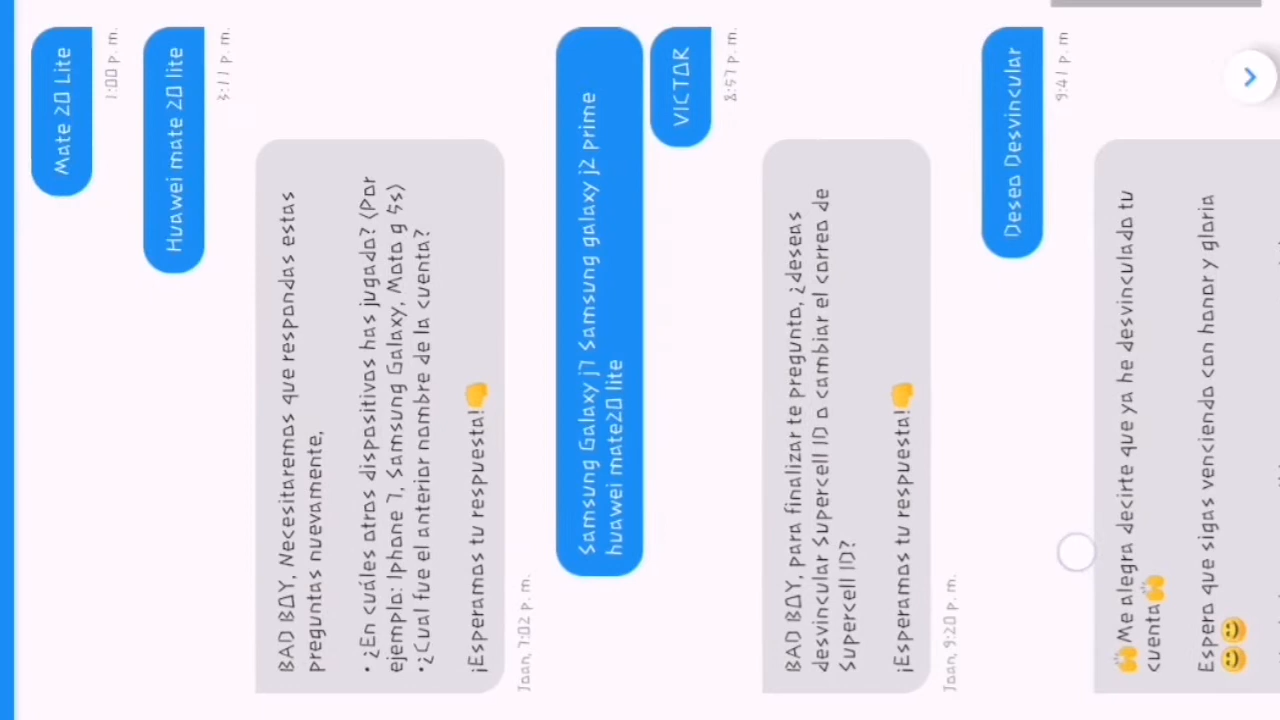 Mate 20 Lite
1:00 p. m.
Huawei mate 20 lite
3:11 p. m.
BAD BOY, Necesitaremos que respondas estas
preguntas nuevamente,
• ¿En cuáles otros dispositivos has jugado? (Por
ejemplo: Iphone 7, Samsung Galaxy, Moto g 5s)
•¿Cual fue el anterior nombre de la cuenta?
¡Esperamos tu respuesta!👊
Joan, 7:02 p. m.
Samsung Galaxy j7 Samsung galaxy j2 prime
huawei mate20 lite
VICTOR
8:57 p. m.
BAD BOY, para finalizar te pregunto, ¿deseas
desvincular Supercell ID o cambiar el correo de
Supercell ID?
¡Esperamos tu respuesta!👊
Joan, 9:20 p. m.
Deseo Desvincular
9:41 p. m
🙌 Me alegra decirte que ya he desvinculado tu
cuenta🙌
Espero que sigas venciendo con honor y gloria
😎😎